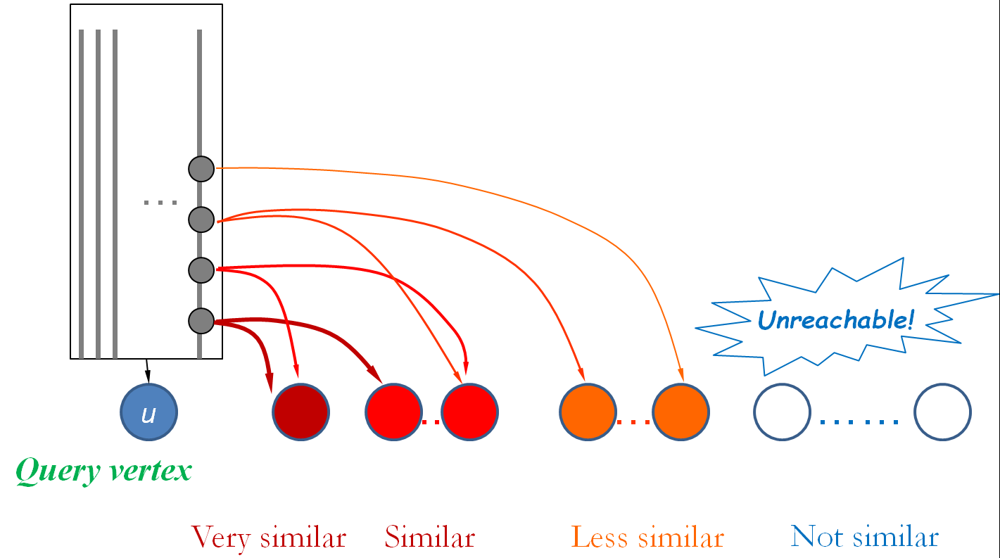 Unreachable!
u
Query vertex
Very similar
Similar
Less similar
Not similar